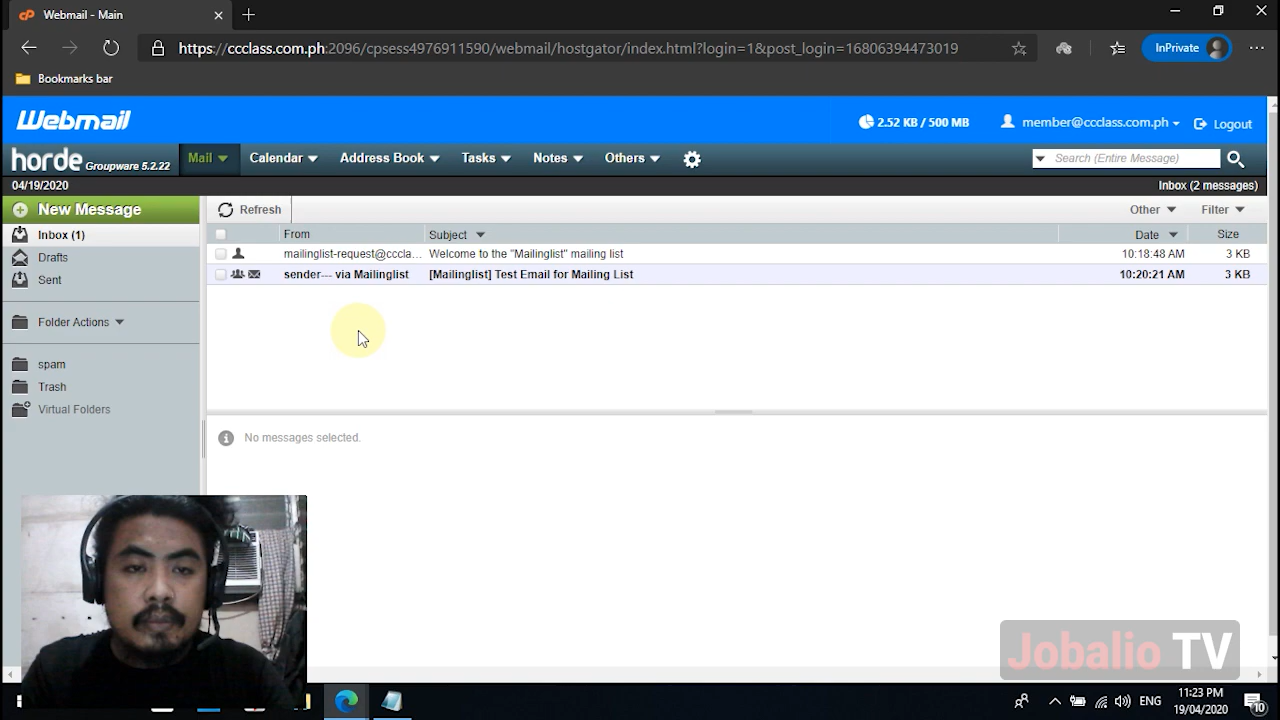 Webmail - Main
https://ccclass.com.ph:2096/cpsess4976911590/webmail/hostgator/index.html?login=1&post_login=16806394473019
InPrivate
Bookmarks bar
Webmail
2.52 KB / 500 MB
member@ccclass.com.ph
Logout
horde Groupware 5.2.22
Mail
Calendar
Address Book
Tasks
Notes
Others
Search (Entire Message)
04/19/2020
Inbox (2 messages)
New Message
Refresh
Other
Filter
Inbox (1)
Drafts
Sent
Folder Actions
spam
Trash
Virtual Folders
From Subject Date Size
mailinglist-request@cccla... Welcome to the "Mailinglist" mailing list 10:18:48 AM 3 KB
sender--- via Mailinglist [Mailinglist] Test Email for Mailing List 10:20:21 AM 3 KB
No messages selected.
Jobalio TV
ENG
11:23 PM
19/04/2020
10